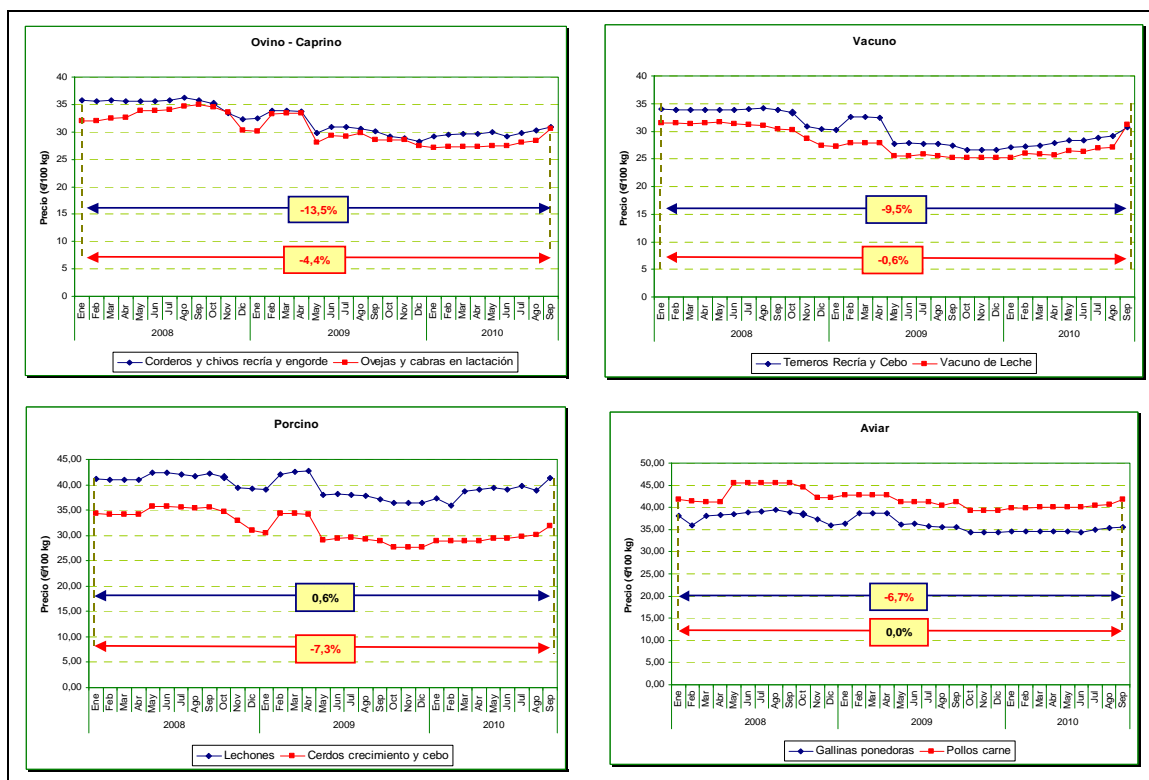 Ovino - Caprino
Precio (€/100 kg)
40
35
30
25
20
15
10
5
0
-13,5%
-4,4%
Ene Feb Mar Abr May Jun Jul Ago Sep Oct Nov Dic Ene Feb Mar Abr May Jun Jul Ago Sep Oct Nov Dic Ene Feb Mar Abr May Jun Jul Ago Sep
2008 2009 2010
Corderos y chivos recría y engorde Ovejas y cabras en lactación
Vacuno
Precio (€/100 kg)
40
35
30
25
20
15
10
5
0
-9,5%
-0,6%
Ene Feb Mar Abr May Jun Jul Ago Sep Oct Nov Dic Ene Feb Mar Abr May Jun Jul Ago Sep Oct Nov Dic Ene Feb Mar Abr May Jun Jul Ago Sep
2008 2009 2010
Terneros Recría y Cebo Vacuno de Leche
Porcino
Precio (€/100 kg)
45,00
40,00
35,00
30,00
25,00
20,00
15,00
10,00
5,00
0,00
0,6%
-7,3%
Ene Feb Mar Abr May Jun Jul Ago Sep Oct Nov Dic Ene Feb Mar Abr May Jun Jul Ago Sep Oct Nov Dic Ene Feb Mar Abr May Jun Jul Ago Sep
2008 2009 2010
Lechones Cerdos crecimiento y cebo
Aviar
Precio (€/100 kg)
50,00
45,00
40,00
35,00
30,00
25,00
20,00
15,00
10,00
5,00
0,00
-6,7%
0,0%
Ene Feb Mar Abr May Jun Jul Ago Sep Oct Nov Dic Ene Feb Mar Abr May Jun Jul Ago Sep Oct Nov Dic Ene Feb Mar Abr May Jun Jul Ago Sep
2008 2009 2010
Gallinas ponedoras Pollos carne